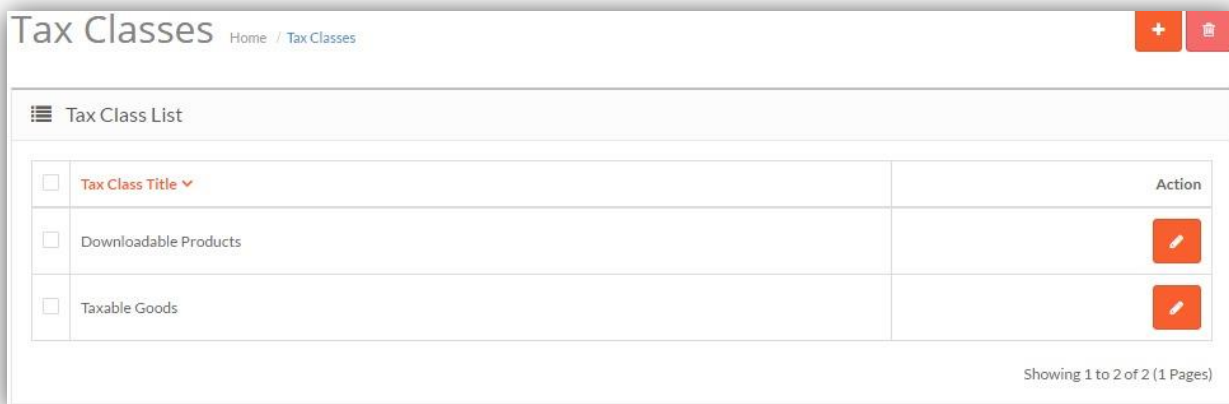 Tax Classes Home / Tax Classes
Tax Class List
Tax Class Title Action
Downloadable Products
Taxable Goods
Showing 1 to 2 of 2 (1 Pages)